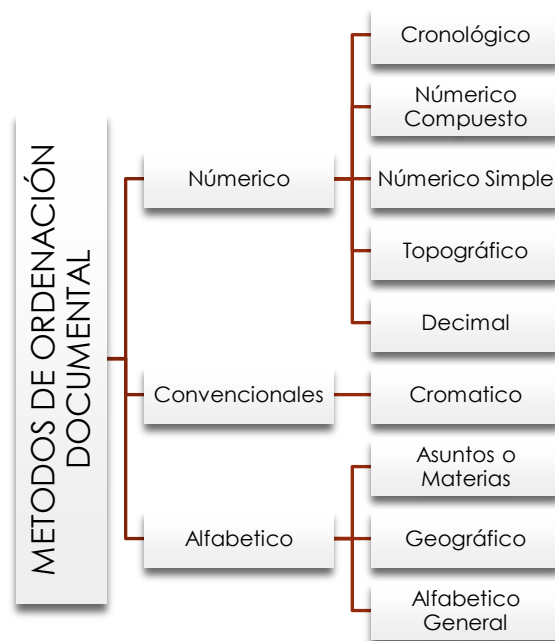 METODOS DE ORDENACIÓN
DOCUMENTAL
Númerico
Cronológico
Númerico
Compuesto
Númerico Simple
Topográfico
Decimal
Convencionales
Cromatico
Alfabetico
Asuntos o
Materias
Geográfico
Alfabetico
General